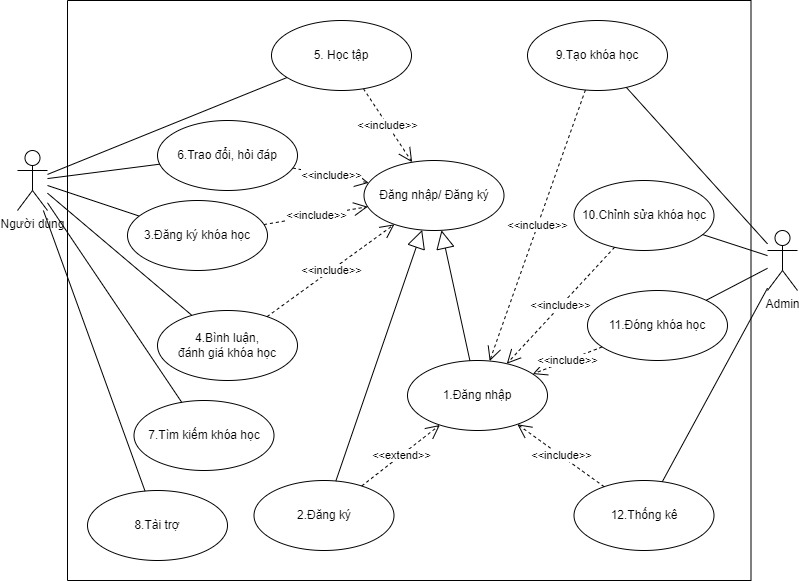 5. Học tập
9.Tạo khóa học
<<include>>
6.Trao đổi, hỏi đáp
<<include>>
Đăng nhập/ Đăng ký
Người dùng
3.Đăng ký khóa học
<<include>>
10.Chỉnh sửa khóa học
<<include>>
<<include>>
Admin
<<include>>
4.Bình luận,
đánh giá khóa học
11.Đóng khóa học
<<include>>
1.Đăng nhập
7.Tìm kiếm khóa học
<<extend>>
<<include>>
8.Tài trợ
2.Đăng ký
12.Thống kê